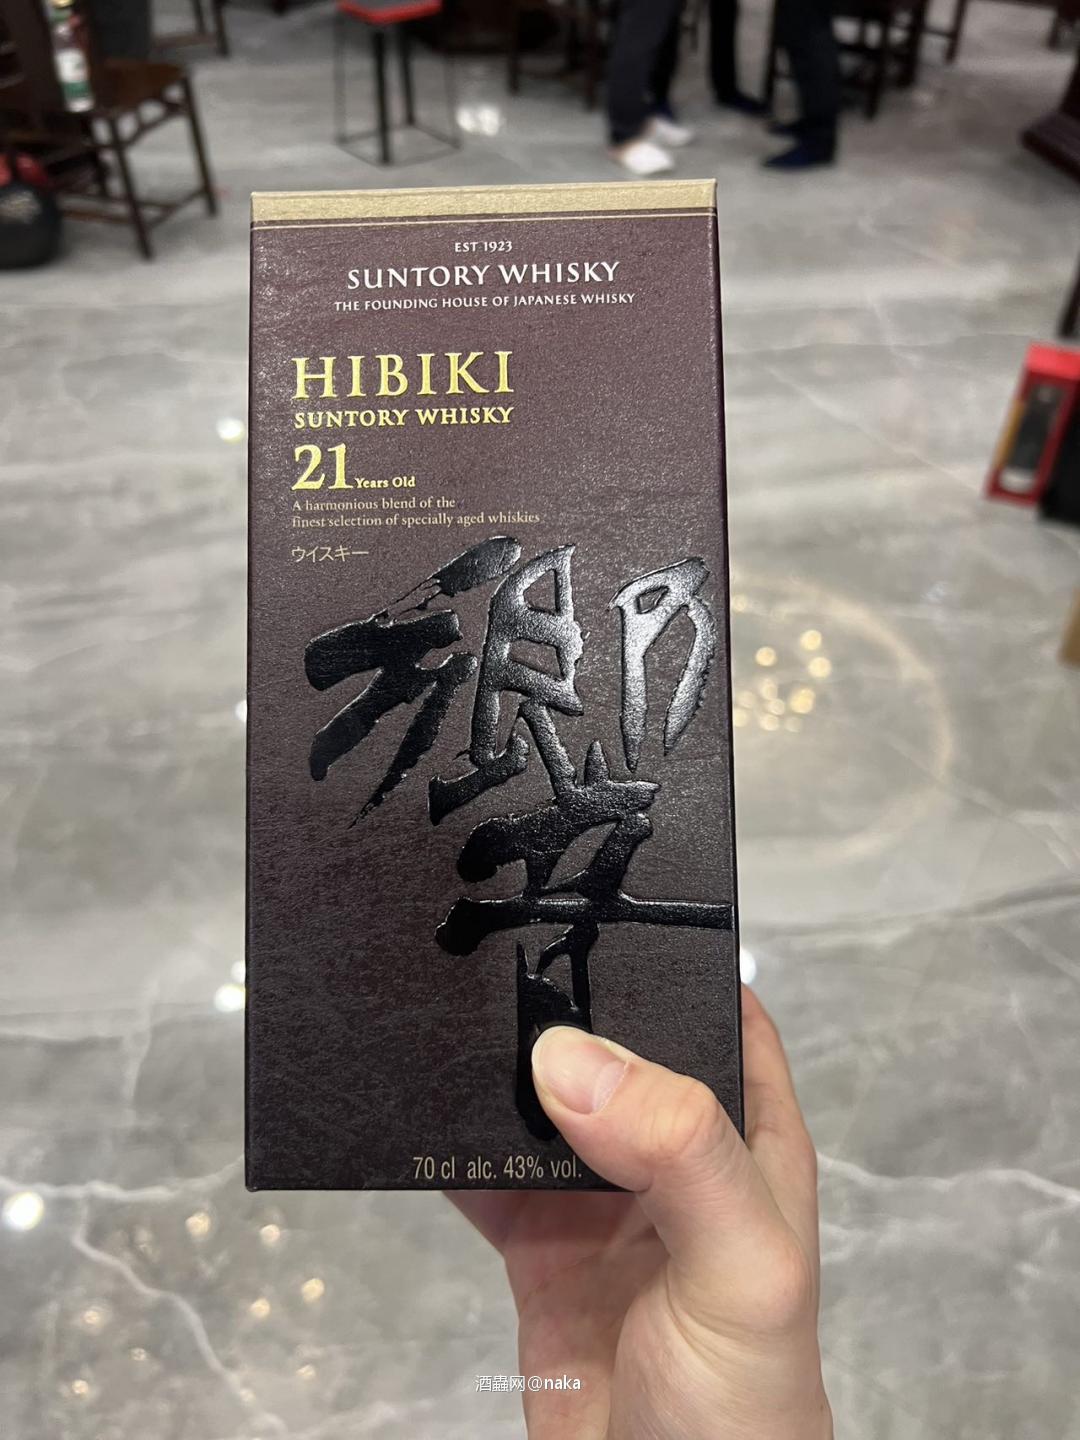 EST 1923
SUNTORY WHISKY
THE FOUNDING HOUSE OF JAPANESE WHISKY
HIBIKI
SUNTORY WHISKY
21 Years Old
A harmonious blend of the
finest selection of specially aged whiskies
ウイスキー
響
70 cl alc. 43% vol.
酒蟲网@naka